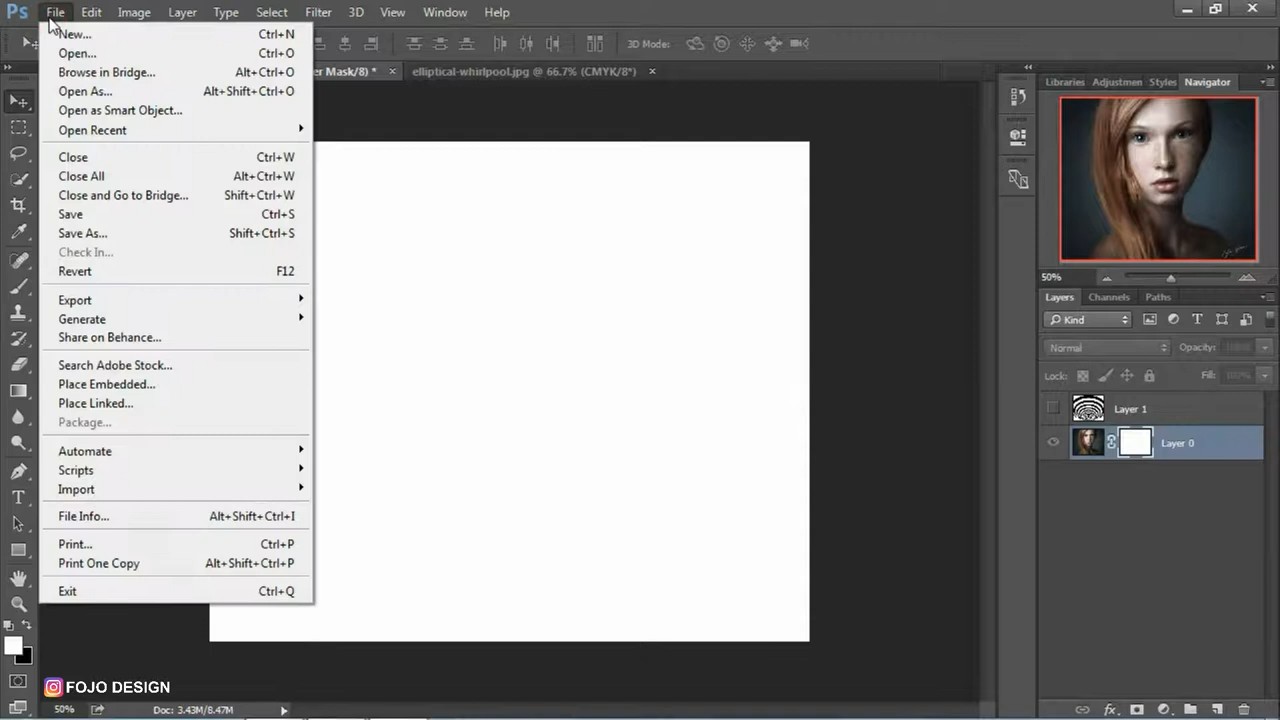 Ps File Edit Image Layer Type Select Filter 3D View Window Help
3D Mode:
er Mask/8) * × elliptical-whirlpool.jpg @ 66.7% (CMYK/8*) ×
New... Ctrl+N
Open... Ctrl+O
Browse in Bridge... Alt+Ctrl+O
Open As... Alt+Shift+Ctrl+O
Open as Smart Object...
Open Recent
Close Ctrl+W
Close All Alt+Ctrl+W
Close and Go to Bridge... Shift+Ctrl+W
Save Ctrl+S
Save As... Shift+Ctrl+S
Check In...
Revert F12
Export
Generate
Share on Behance...
Search Adobe Stock...
Place Embedded...
Place Linked...
Package...
Automate
Scripts
Import
File Info... Alt+Shift+Ctrl+I
Print... Ctrl+P
Print One Copy Alt+Shift+Ctrl+P
Exit Ctrl+Q
Libraries Adjustmen Styles Navigator
50%
Layers Channels Paths
Kind
Normal Opacity: 100%
Lock: Fill: 100%
Layer 1
Layer 0
FOJO DESIGN
50% Doc: 3.43M/8.47M
fx